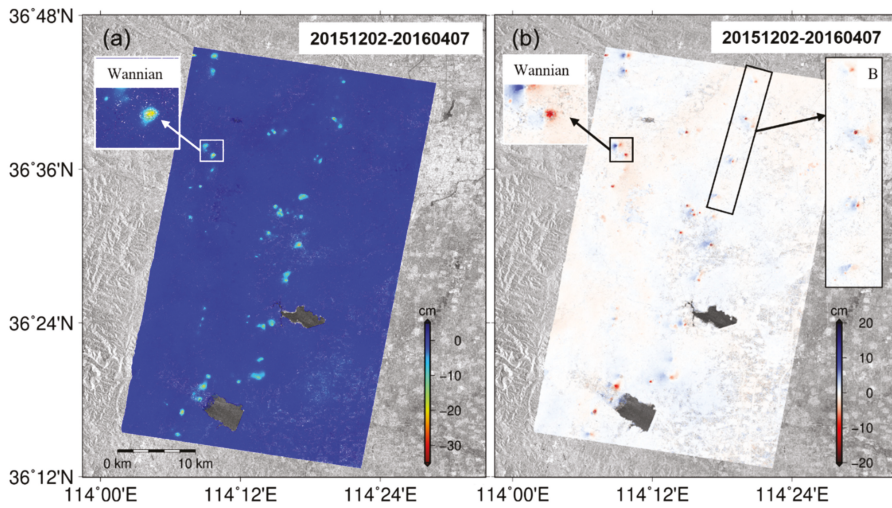 36˚48'N
(a)
20151202-20160407
(b)
20151202-20160407
Wannian
Wannian
B
36˚36'N
36˚24'N
cm
0
−10
−20
−30
cm
20
10
0
−10
−20
0 km
10 km
36˚12'N
114˚00'E
114˚12'E
114˚24'E
114˚00'E
114˚12'E
114˚24'E